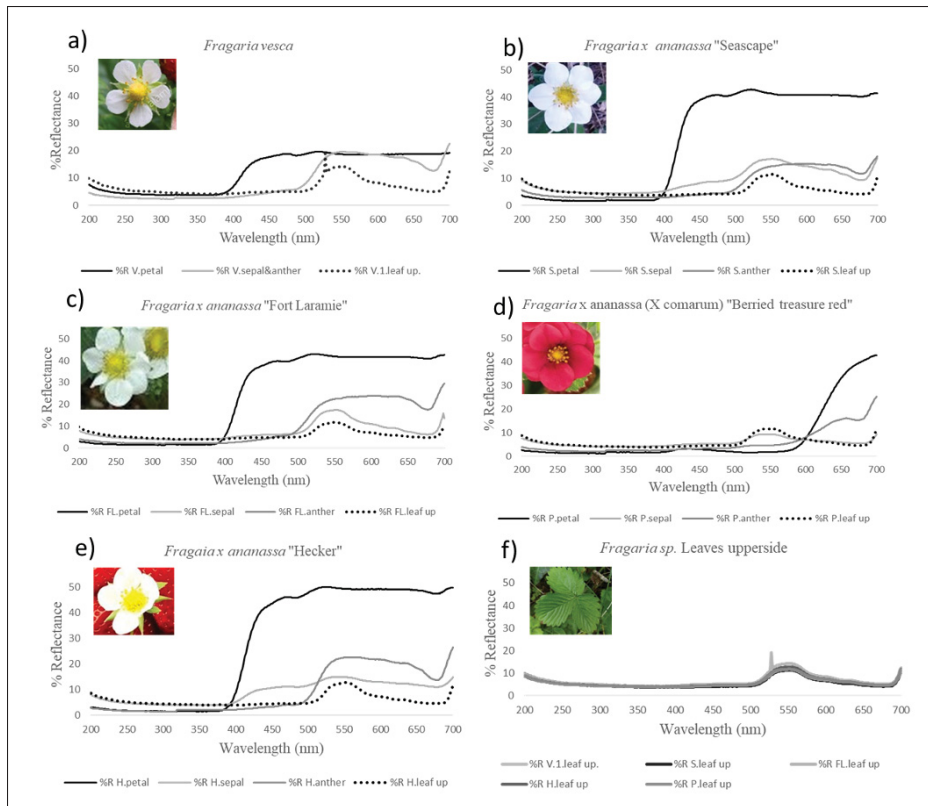 a)
Fragaria vesca
50
40
30
20
10
0
%Reflectance
200 250 300 350 400 450 500 550 600 650 700
Wavelength (nm)
%R V.petal %R V.sepal&anther %R V.1.leaf up.
b)
Fragaria x ananassa "Seascape"
50
40
30
20
10
0
% Reflectance
200 250 300 350 400 450 500 550 600 650 700
Wavelength (nm)
%R S.petal %R S.sepal %R S.anther %R S.leaf up
c)
Fragaria x ananassa "Fort Laramie"
50
40
30
20
10
0
% Reflectance
200 250 300 350 400 450 500 550 600 650 700
Wavelength (nm)
%R FL.petal %R FL.sepal %R FL.anther %R FL.leaf up
d)
Fragaria x ananassa (X comarum) "Berried treasure red"
50
40
30
20
10
0
% Reflectance
200 250 300 350 400 450 500 550 600 650 700
Wavelength (nm)
%R P.petal %R P.sepal %R P.anther %R P.leaf up
e)
Fragaia x ananassa "Hecker"
50
40
30
20
10
0
% Reflectance
200 250 300 350 400 450 500 550 600 650 700
Wavelength (nm)
%R H.petal %R H.sepal %R H.anther %R H.leaf up
f)
Fragaria sp. Leaves upperside
50
40
30
20
10
0
% Reflectance
200 250 300 350 400 450 500 550 600 650 700
Wavelength (nm)
%R V.1.leaf up. %R S.leaf up %R FL.leaf up
%R H.leaf up %R P.leaf up